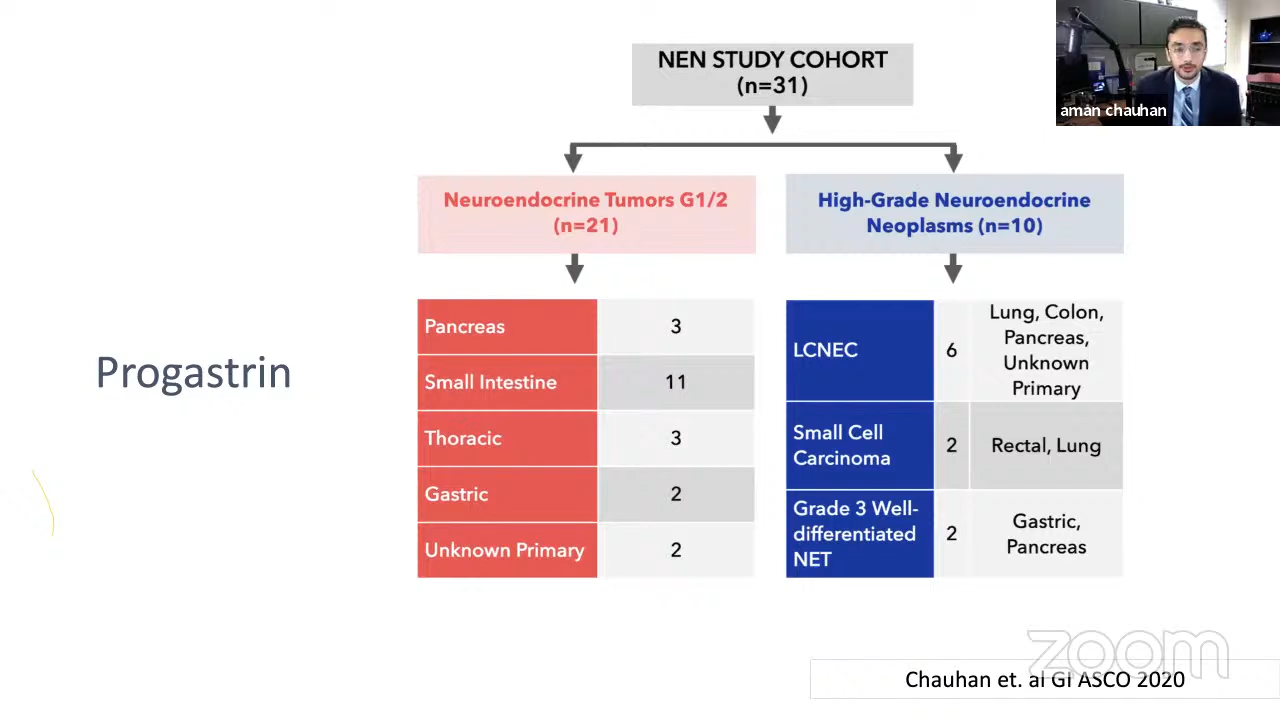 NEN STUDY COHORT
(n=31)
aman chauhan
Neuroendocrine Tumors G1/2
(n=21)
High-Grade Neuroendocrine
Neoplasms (n=10)
Progastrin
Pancreas 3
Small Intestine 11
Thoracic 3
Gastric 2
Unknown Primary 2
LCNEC 6 Lung, Colon,
Pancreas,
Unknown
Primary
Small Cell
Carcinoma 2 Rectal, Lung
Grade 3 Well-
differentiated
NET 2 Gastric,
Pancreas
zoom
Chauhan et. al GI ASCO 2020